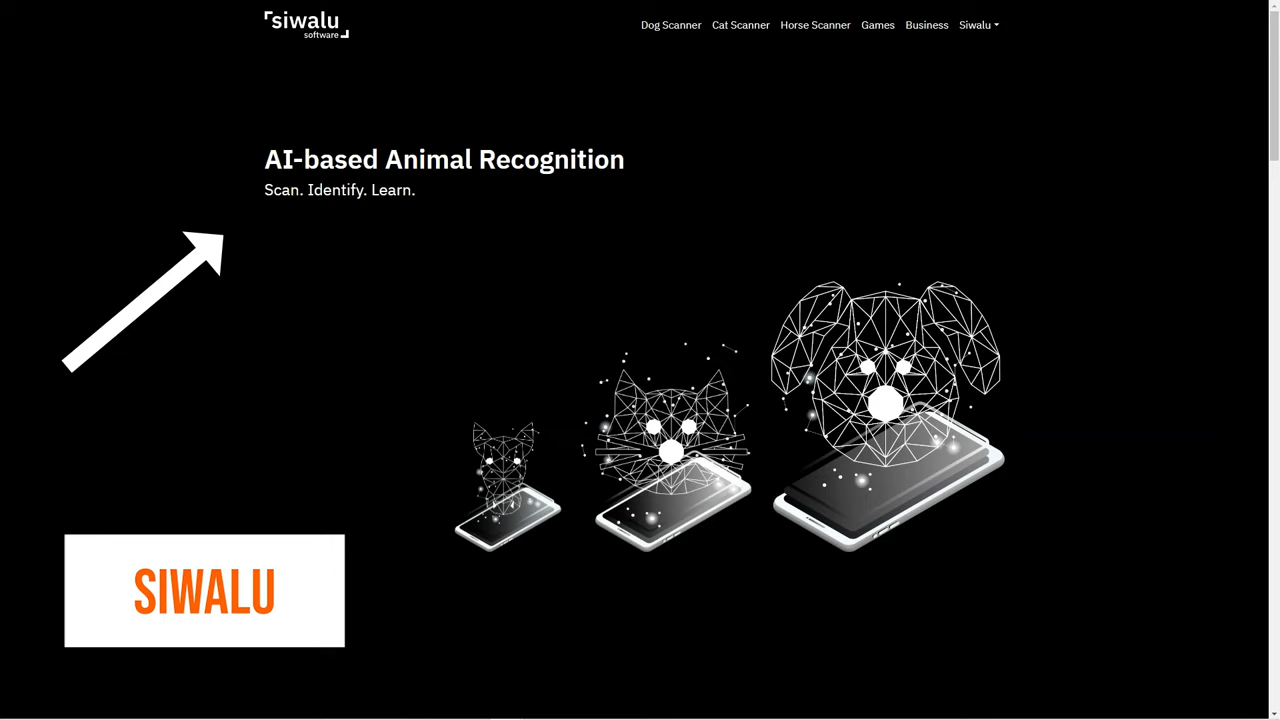 siwalu
software
Dog Scanner Cat Scanner Horse Scanner Games Business Siwalu
AI-based Animal Recognition
Scan. Identify. Learn.
SIWALU